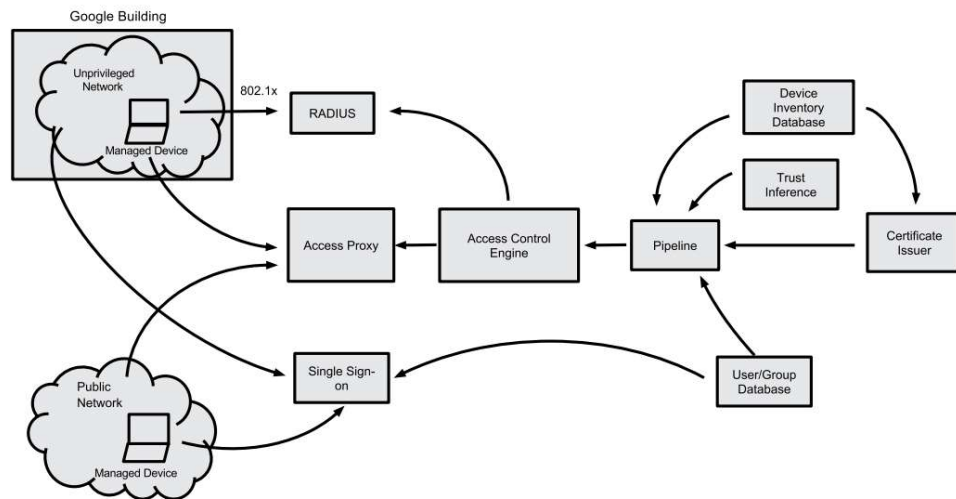 Google Building
Unprivileged
Network
Managed Device
802.1x
RADIUS
Device
Inventory
Database
Trust
Inference
Access Proxy
Access Control
Engine
Pipeline
Certificate
Issuer
Public
Network
Managed Device
Single Sign-
on
User/Group
Database